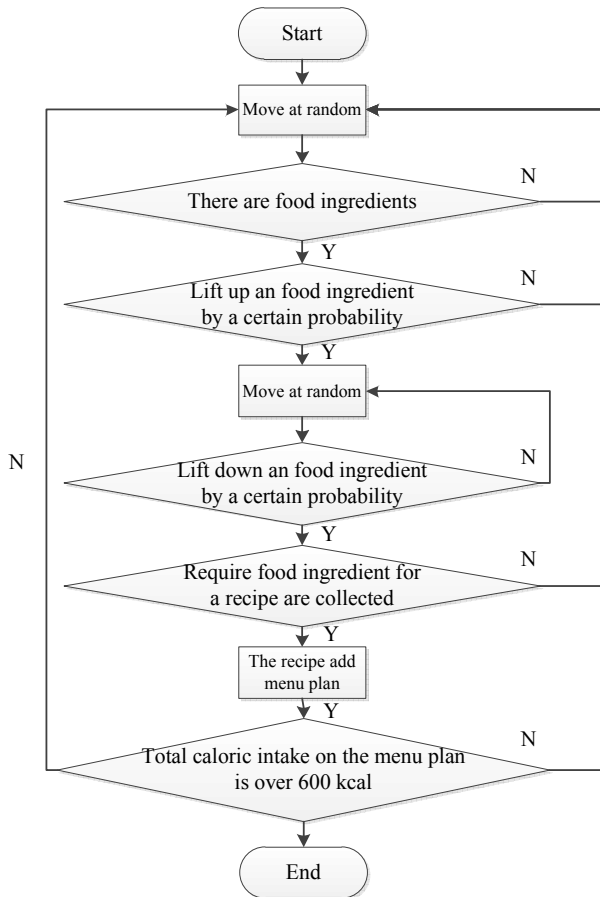 Start
Move at random
There are food ingredients
N
Y
Lift up an food ingredient
by a certain probability
N
Y
Move at random
N
Lift down an food ingredient
by a certain probability
N
Y
Require food ingredient for
a recipe are collected
N
Y
The recipe add
menu plan
Y
Total caloric intake on the menu plan
is over 600 kcal
N
End